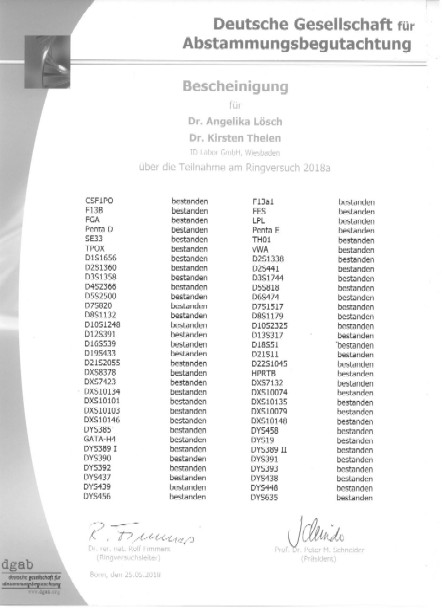 Deutsche Gesellschaft für
Abstammungsbegutachtung
Bescheinigung
für
Dr. Angelika Lösch
Dr. Kirsten Thelen
ID Labor GmbH, Wiesbaden
über die Teilnahme am Ringversuch 2018a
CSF1PO bestanden F13a1 bestanden
F13B bestanden FES bestanden
FGA bestanden LPL bestanden
Penta D bestanden Penta E bestanden
SE33 bestanden TH01 bestanden
TPOX bestanden vWA bestanden
D1S1656 bestanden D2S1338 bestanden
D2S1360 bestanden D2S441 bestanden
D3S1358 bestanden D3S1744 bestanden
D4S2366 bestanden D5S818 bestanden
D5S2500 bestanden D6S474 bestanden
D7S820 bestanden D7S1517 bestanden
D8S1132 bestanden D8S1179 bestanden
D10S1248 bestanden D10S2325 bestanden
D12S391 bestanden D13S317 bestanden
D16S539 bestanden D18S51 bestanden
D19S433 bestanden D21S11 bestanden
D21S2055 bestanden D22S1045 bestanden
DXS8378 bestanden HPRTB bestanden
DXS7423 bestanden DXS7132 bestanden
DXS10134 bestanden DXS10074 bestanden
DXS10101 bestanden DXS10135 bestanden
DXS10103 bestanden DXS10079 bestanden
DXS10146 bestanden DXS10148 bestanden
DYS385 bestanden DYS458 bestanden
GATA-H4 bestanden DYS19 bestanden
DYS389 I bestanden DYS389 II bestanden
DYS390 bestanden DYS391 bestanden
DYS392 bestanden DYS393 bestanden
DYS437 bestanden DYS438 bestanden
DYS439 bestanden DYS448 bestanden
DYS456 bestanden DYS635 bestanden
Dr. rer. nat. Rolf Fimmers Prof. Dr. Peter M. Schneider
(Ringversuchsleiter) (Präsident)
Bonn, den 25.05.2018
dgab
deutsche gesellschaft für
abstammungsbegutachtung
www.dgab.org